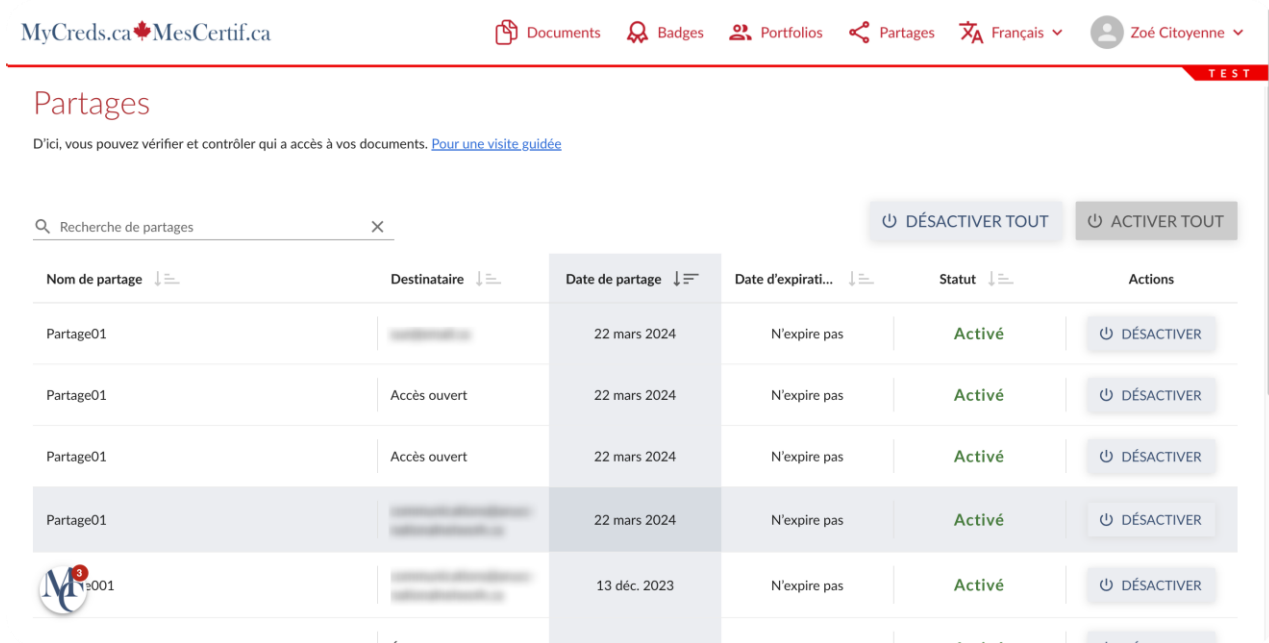 MyCreds.ca MesCertif.ca Documents Badges Portfolios Partages Français Zoé Citoyenne
TEST
Partages
D'ici, vous pouvez vérifier et contrôler qui a accès à vos documents. Pour une visite guidée
Recherche de partages DÉSACTIVER TOUT ACTIVER TOUT
Nom de partage Destinataire Date de partage Date d'expirati... Statut Actions
Partage01 22 mars 2024 N'expire pas Activé DÉSACTIVER
Partage01 Accès ouvert 22 mars 2024 N'expire pas Activé DÉSACTIVER
Partage01 Accès ouvert 22 mars 2024 N'expire pas Activé DÉSACTIVER
Partage01 22 mars 2024 N'expire pas Activé DÉSACTIVER
MC 3 e001 13 déc. 2023 N'expire pas Activé DÉSACTIVER